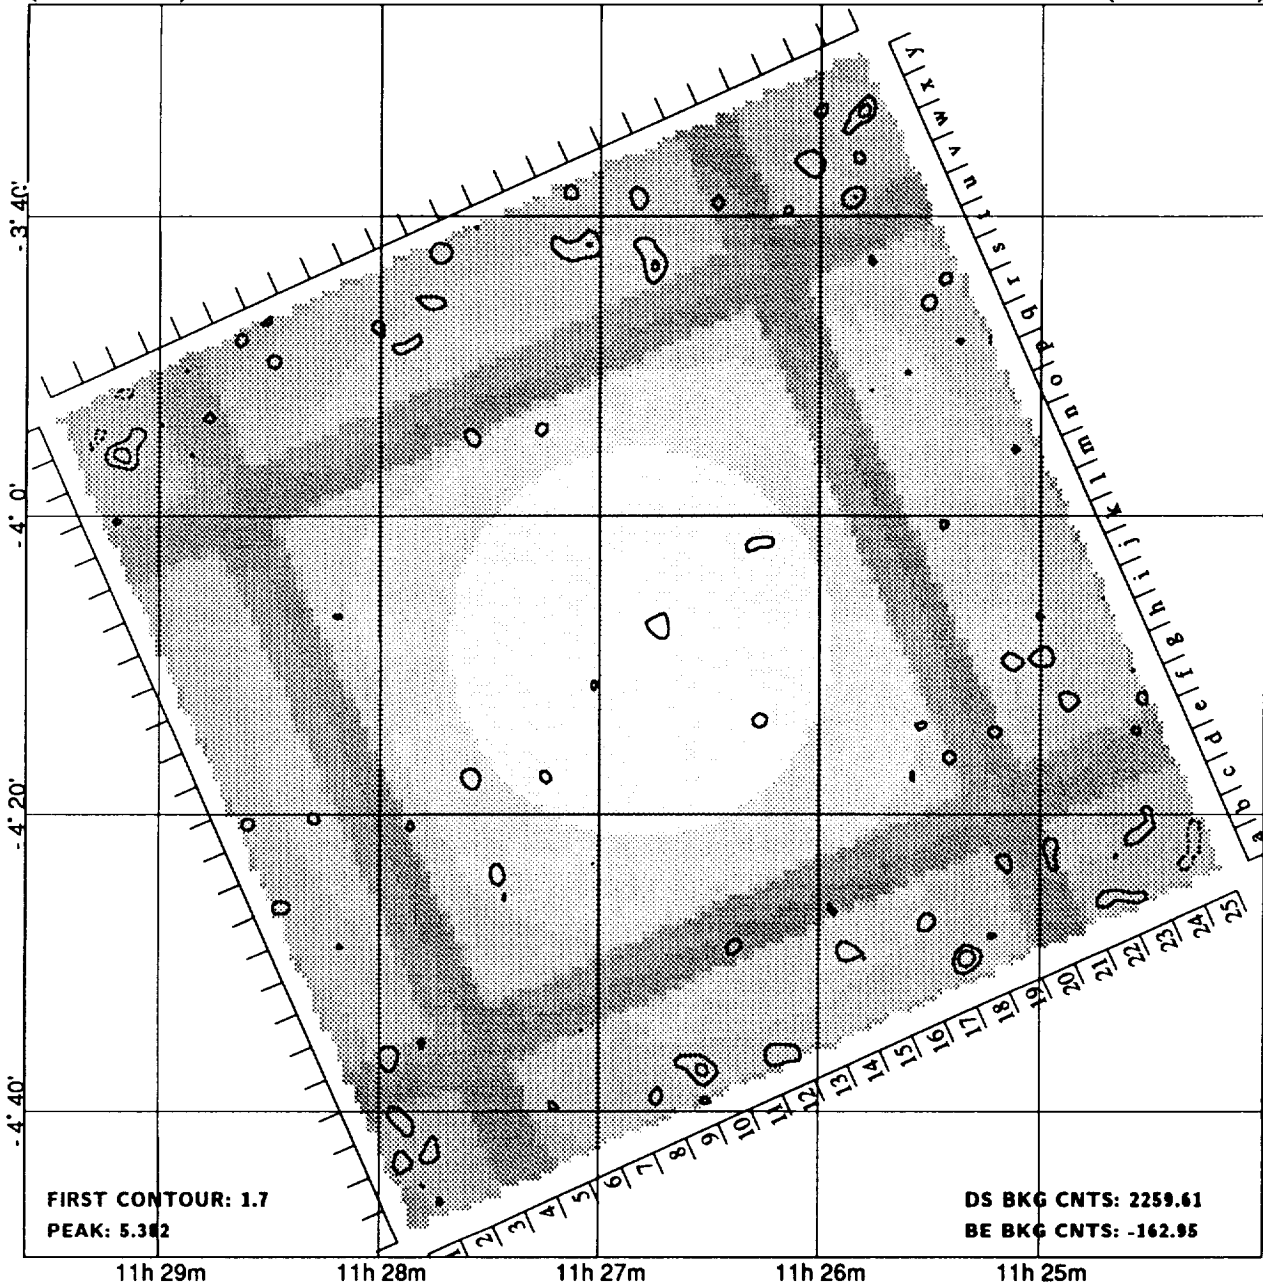 - 3° 40'
- 4° 0'
- 4° 20'
- 4° 40'
y
x
w
v
u
t
s
r
q
p
o
n
m
l
k
j
i
h
g
f
e
d
c
b
a
1
2
3
4
5
6
7
8
9
10
11
12
13
14
15
16
17
18
19
20
21
22
23
24
25
FIRST CONTOUR: 1.7
PEAK: 5.382
DS BKG CNTS: 2259.61
BE BKG CNTS: -162.95
11h 29m
11h 28m
11h 27m
11h 26m
11h 25m